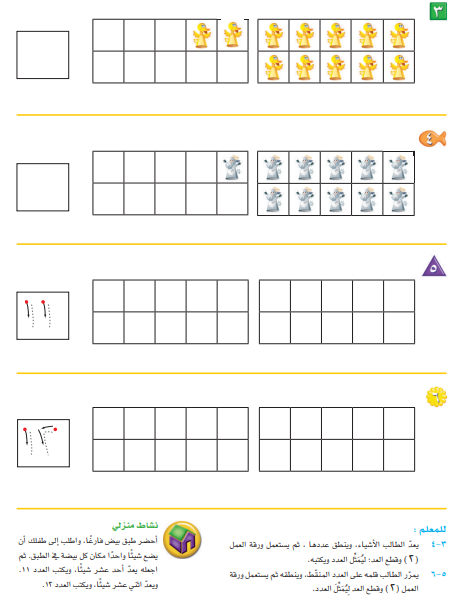 ٣
٤
٥
١١
٦
١٢
للمعلم :
٣-٤ يعدّ الطالب الأشياء، وينطق عددها ، ثم يستعمل ورقة العمل
(٢) وقطع العد؛ ليُمثِّل العدد ويكتبه.
٥-٦ يمرّر الطالب قلمه على العدد المنقّط، وينطقه ثم يستعمل ورقة
العمل (٢) وقطع العد ليُمثِّل العدد.
نشاط منزلي
أحضر طبق بيض فارغًا، واطلب إلى طفلك أن
يضع شيئًا واحدًا مكان كل بيضة في الطبق. ثم
اجعله يعدّ أحد عشر شيئًا، ويكتب العدد ١١.
ويعدّ اثني عشر شيئًا، ويكتب العدد ١٢.